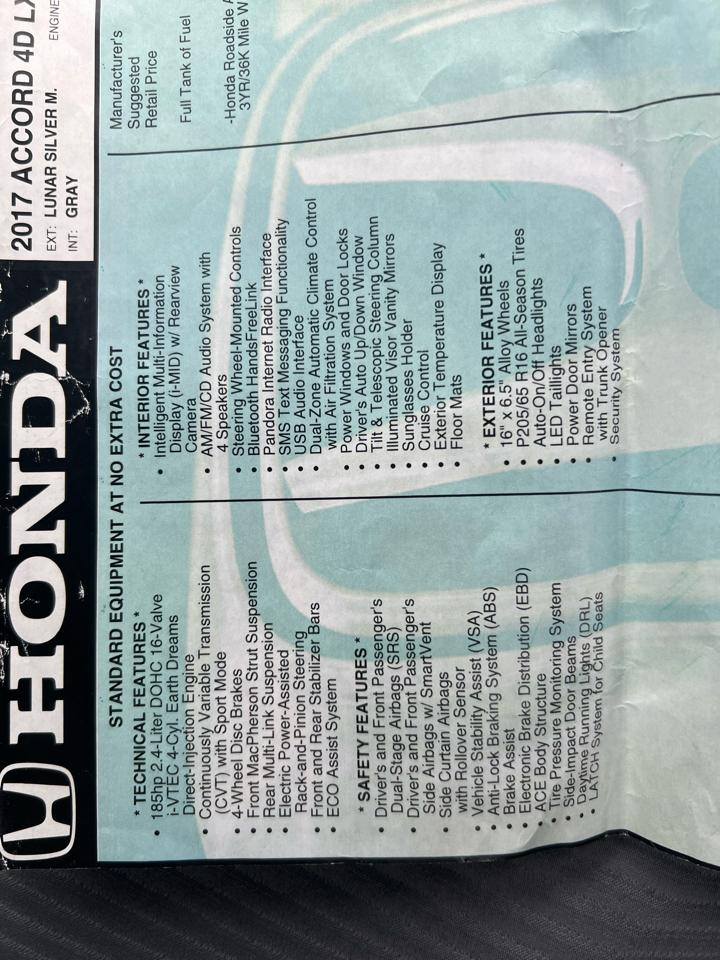 HONDA
2017 ACCORD 4D
EXT: LUNAR SILVER M.
INT: GRAY
STANDARD EQUIPMENT AT NO EXTRA COST
* TECHNICAL FEATURES *
• 185hp 2.4-Liter DOHC 16-Valve
i-VTEC 4-Cyl. Earth Dreams
Direct-Injection Engine
• Continuously Variable Transmission
(CVT) with Sport Mode
• 4-Wheel Disc Brakes
• Front MacPherson Strut Suspension
• Rear Multi-Link Suspension
• Electric Power-Assisted
Rack-and-Pinion Steering
• Front and Rear Stabilizer Bars
• ECO Assist System
* SAFETY FEATURES *
• Driver's and Front Passenger's
Dual-Stage Airbags (SRS)
• Driver's and Front Passenger's
Side Airbags w/ SmartVent
• Side Curtain Airbags
with Rollover Sensor
• Vehicle Stability Assist (VSA)
• Anti-Lock Braking System (ABS)
• Brake Assist
• Electronic Brake Distribution (EBD)
• ACE Body Structure
• Tire Pressure Monitoring System
• Side-Impact Door Beams
• Daytime Running Lights (DRL)
• LATCH System for Child Seats
* INTERIOR FEATURES *
• Intelligent Multi-Information
Display (i-MID) w/ Rearview
Camera
• AM/FM/CD Audio System with
4 Speakers
• Steering Wheel-Mounted Controls
• Bluetooth HandsFreeLink
• Pandora Internet Radio Interface
• SMS Text Messaging Functionality
• USB Audio Interface
• Dual-Zone Automatic Climate Control
with Air Filtration System
• Power Windows and Door Locks
• Driver's Auto Up/Down Window
• Tilt & Telescopic Steering Column
• Illuminated Visor Vanity Mirrors
• Sunglasses Holder
• Cruise Control
• Exterior Temperature Display
• Floor Mats
* EXTERIOR FEATURES *
• 16" x 6.5" Alloy Wheels
• P205/65 R16 All-Season Tires
• Auto-On/Off Headlights
• LED Taillights
• Power Door Mirrors
• Remote Entry System
with Trunk Opener
• Security System
ENGINE
Manufacturer's
Suggested
Retail Price
Full Tank of Fuel
-Honda Roadside
3YR/36K Mile